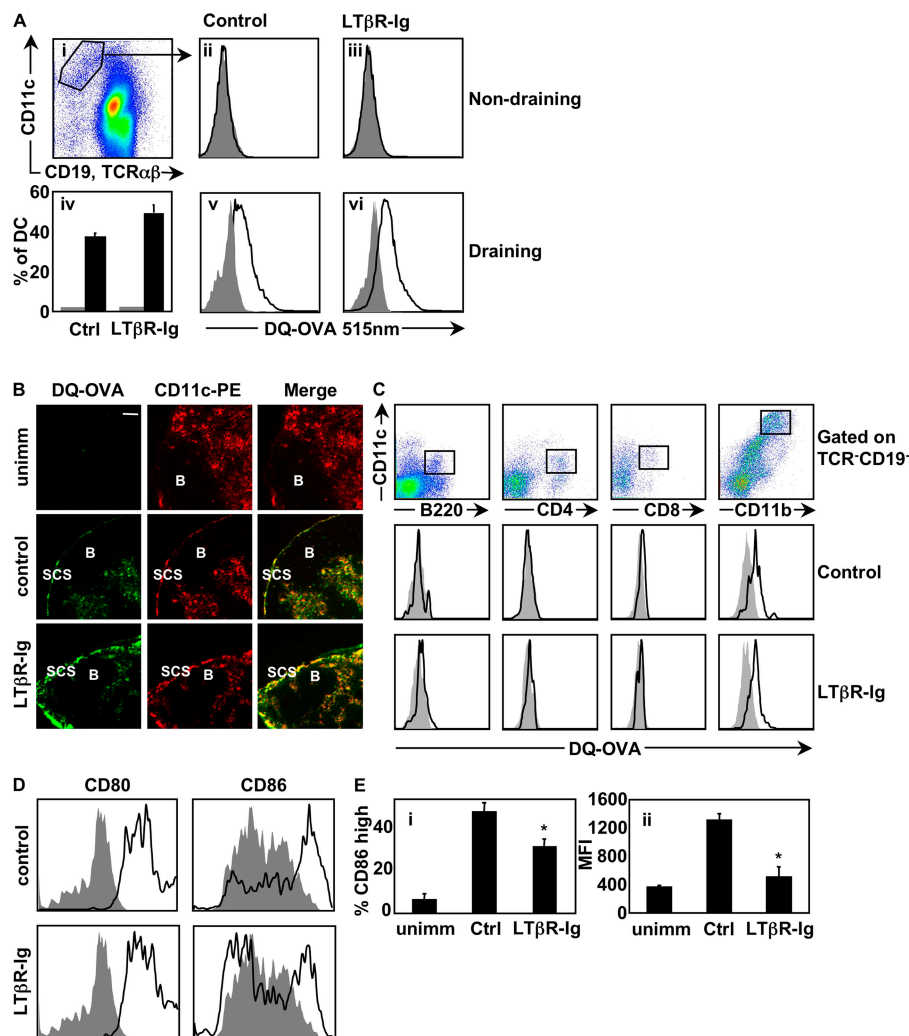 A
Control
LTβR-Ig
i
ii
iii
CD11c
Non-draining
CD19, TCRαβ
iv
v
vi
% of DC
60
40
20
0
Ctrl LTβR-Ig
Draining
DQ-OVA 515nm
B
DQ-OVA CD11c-PE Merge
unimm
B
B
control
SCS
SCS B
SCS B
LTβR-Ig
SCS B
SCS B
SCS B
C
CD11c
B220 CD4 CD8 CD11b
Gated on
TCR⁻CD19⁻
Control
LTβR-Ig
DQ-OVA
D
CD80 CD86
control
LTβR-Ig
E
i
% CD86 high
40
20
0
*
unimm Ctrl LTβR-Ig
ii
MFI
1600
1200
800
400
0
*
unimm Ctrl LTβR-Ig